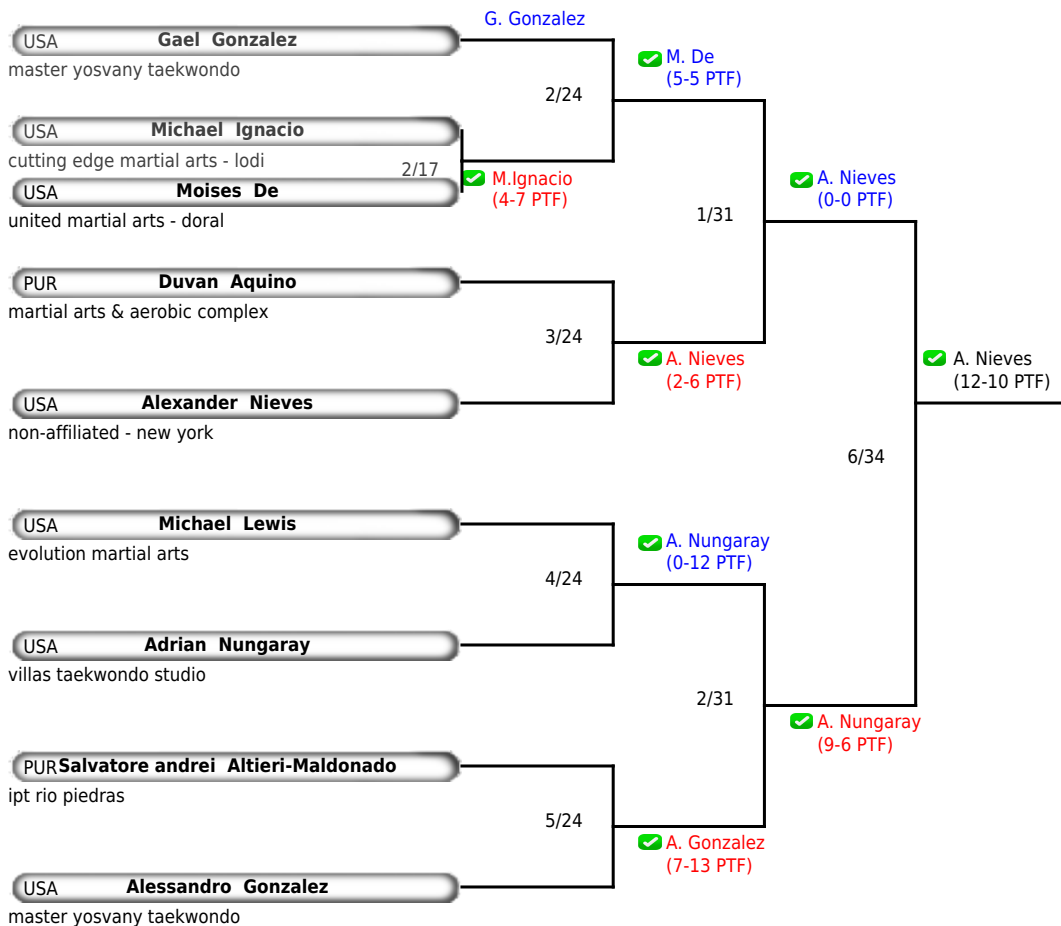 G. Gonzalez
USA Gael Gonzalez
master yosvany taekwondo
M. De
(5-5 PTF)
2/24
USA Michael Ignacio
cutting edge martial arts - lodi
2/17
M.Ignacio
(4-7 PTF)
USA Moises De
united martial arts - doral
A. Nieves
(0-0 PTF)
1/31
PUR Duvan Aquino
martial arts & aerobic complex
3/24
A. Nieves
(2-6 PTF)
A. Nieves
(12-10 PTF)
USA Alexander Nieves
non-affiliated - new york
6/34
USA Michael Lewis
evolution martial arts
A. Nungaray
(0-12 PTF)
4/24
USA Adrian Nungaray
villas taekwondo studio
2/31
A. Nungaray
(9-6 PTF)
PUR Salvatore andrei Altieri-Maldonado
ipt rio piedras
5/24
A. Gonzalez
(7-13 PTF)
USA Alessandro Gonzalez
master yosvany taekwondo